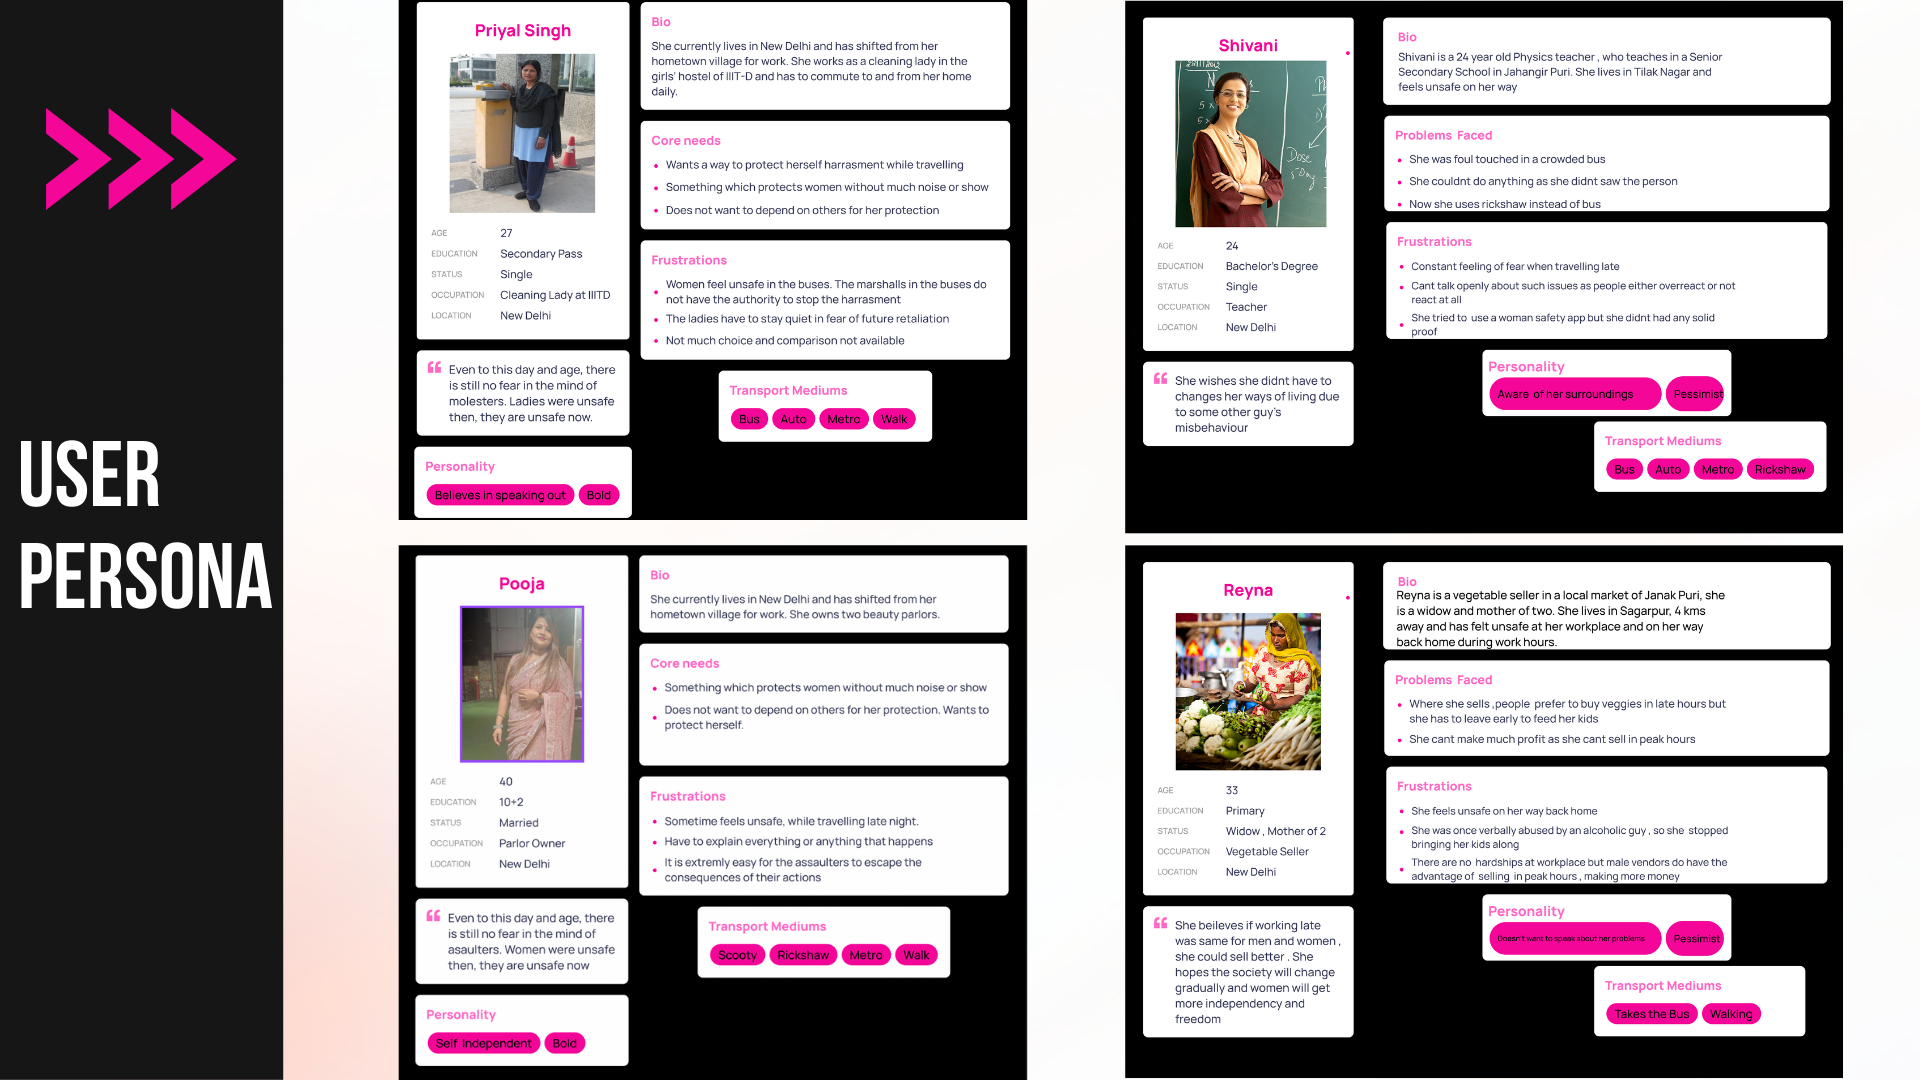 USER
PERSONA
Priyal Singh
AGE 27
EDUCATION Secondary Pass
STATUS Single
OCCUPATION Cleaning Lady at IIITD
LOCATION New Delhi
Even to this day and age, there
is still no fear in the mind of
molesters. Ladies were unsafe
then, they are unsafe now.
Personality
Believes in speaking out Bold
Bio
She currently lives in New Delhi and has shifted from her
hometown village for work. She works as a cleaning lady in the
girls' hostel of IIIT-D and has to commute to and from her home
daily.
Core needs
Wants a way to protect herself harrasment while travelling
Something which protects women without much noise or show
Does not want to depend on others for her protection
Frustrations
Women feel unsafe in the buses. The marshalls in the buses do
not have the authority to stop the harrasment
The ladies have to stay quiet in fear of future retaliation
Not much choice and comparison not available
Transport Mediums
Bus Auto Metro Walk
Shivani
AGE 24
EDUCATION Bachelor's Degree
STATUS Single
OCCUPATION Teacher
LOCATION New Delhi
She wishes she didnt have to
changes her ways of living due
to some other guy's
misbehaviour
Bio
Shivani is a 24 year old Physics teacher , who teaches in a Senior
Secondary School in Jahangir Puri. She lives in Tilak Nagar and
feels unsafe on her way
Problems Faced
She was foul touched in a crowded bus
She couldnt do anything as she didnt saw the person
Now she uses rickshaw instead of bus
Frustrations
Constant feeling of fear when travelling late
Cant talk openly about such issues as people either overreact or not
react at all
She tried to use a woman safety app but she didnt had any solid
proof
Personality
Aware of her surroundings Pessimist
Transport Mediums
Bus Auto Metro Rickshaw
Pooja
AGE 40
EDUCATION 10+2
STATUS Married
OCCUPATION Parlor Owner
LOCATION New Delhi
Even to this day and age, there
is still no fear in the mind of
asaulters. Women were unsafe
then, they are unsafe now
Personality
Self Independent Bold
Bio
She currently lives in New Delhi and has shifted from her
hometown village for work. She owns two beauty parlors.
Core needs
Something which protects women without much noise or show
Does not want to depend on others for her protection. Wants to
protect herself.
Frustrations
Sometime feels unsafe, while travelling late night.
Have to explain everything or anything that happens
It is extremly easy for the assaulters to escape the
consequences of their actions
Transport Mediums
Scooty Rickshaw Metro Walk
Reyna
AGE 33
EDUCATION Primary
STATUS Widow , Mother of 2
OCCUPATION Vegetable Seller
LOCATION New Delhi
She beileves if working late
was same for men and women ,
she could sell better . She
hopes the society will change
gradually and women will get
more independency and
freedom
Bio
Reyna is a vegetable seller in a local market of Janak Puri, she
is a widow and mother of two. She lives in Sagarpur, 4 kms
away and has felt unsafe at her workplace and on her way
back home during work hours.
Problems Faced
Where she sells ,people prefer to buy veggies in late hours but
she has to leave early to feed her kids
She cant make much profit as she cant sell in peak hours
Frustrations
She feels unsafe on her way back home
She was once verbally abused by an alcoholic guy , so she stopped
bringing her kids along
There are no hardships at workplace but male vendors do have the
advantage of selling in peak hours , making more money
Personality
Doesn't want to speak about her problems Pessimist
Transport Mediums
Takes the Bus Walking